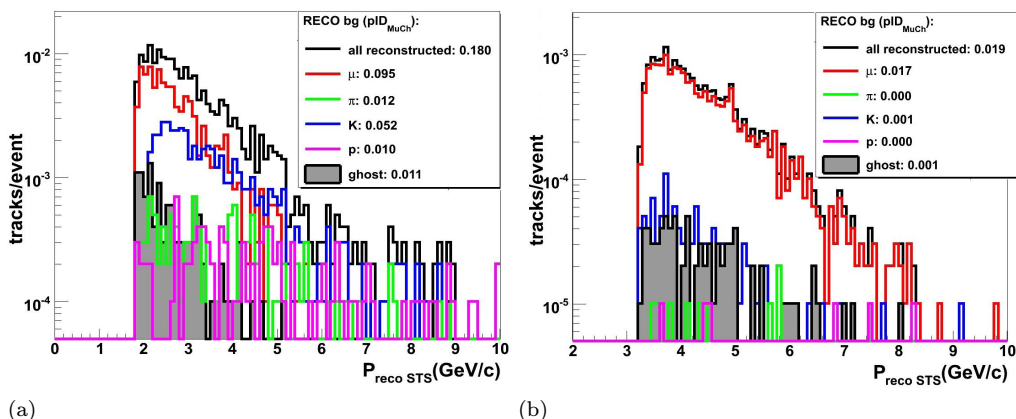 (a)
tracks/event
10⁻²
10⁻³
10⁻⁴
RECO bg (pID_MuCh):
all reconstructed: 0.180
μ: 0.095
π: 0.012
K: 0.052
p: 0.010
ghost: 0.011
0 1 2 3 4 5 6 7 8 9 10
P_reco STS(GeV/c)
(b)
tracks/event
10⁻³
10⁻⁴
10⁻⁵
RECO bg (pID_MuCh):
all reconstructed: 0.019
μ: 0.017
π: 0.000
K: 0.001
p: 0.000
ghost: 0.001
2 3 4 5 6 7 8 9 10
P_reco STS(GeV/c)